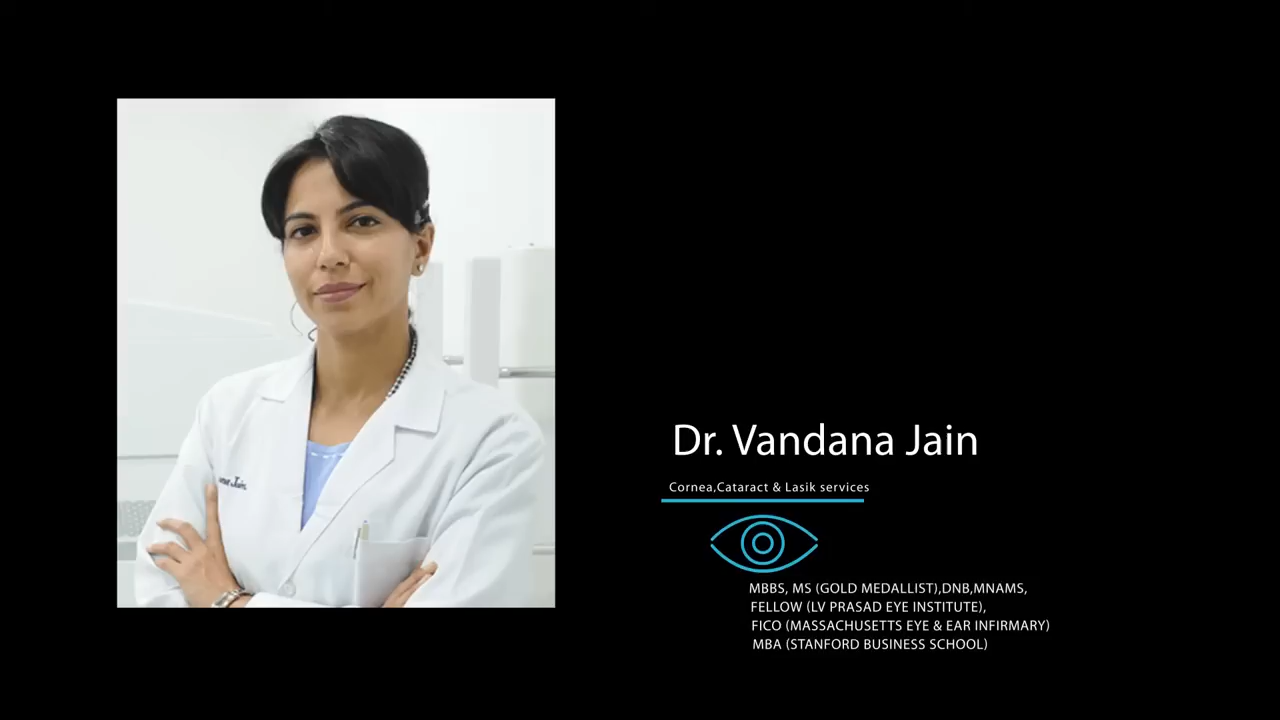 Dr. Vandana Jain
Cornea,Cataract & Lasik services
MBBS, MS (GOLD MEDALLIST),DNB,MNAMS,
FELLOW (LV PRASAD EYE INSTITUTE),
FICO (MASSACHUSETTS EYE & EAR INFIRMARY)
MBA (STANFORD BUSINESS SCHOOL)